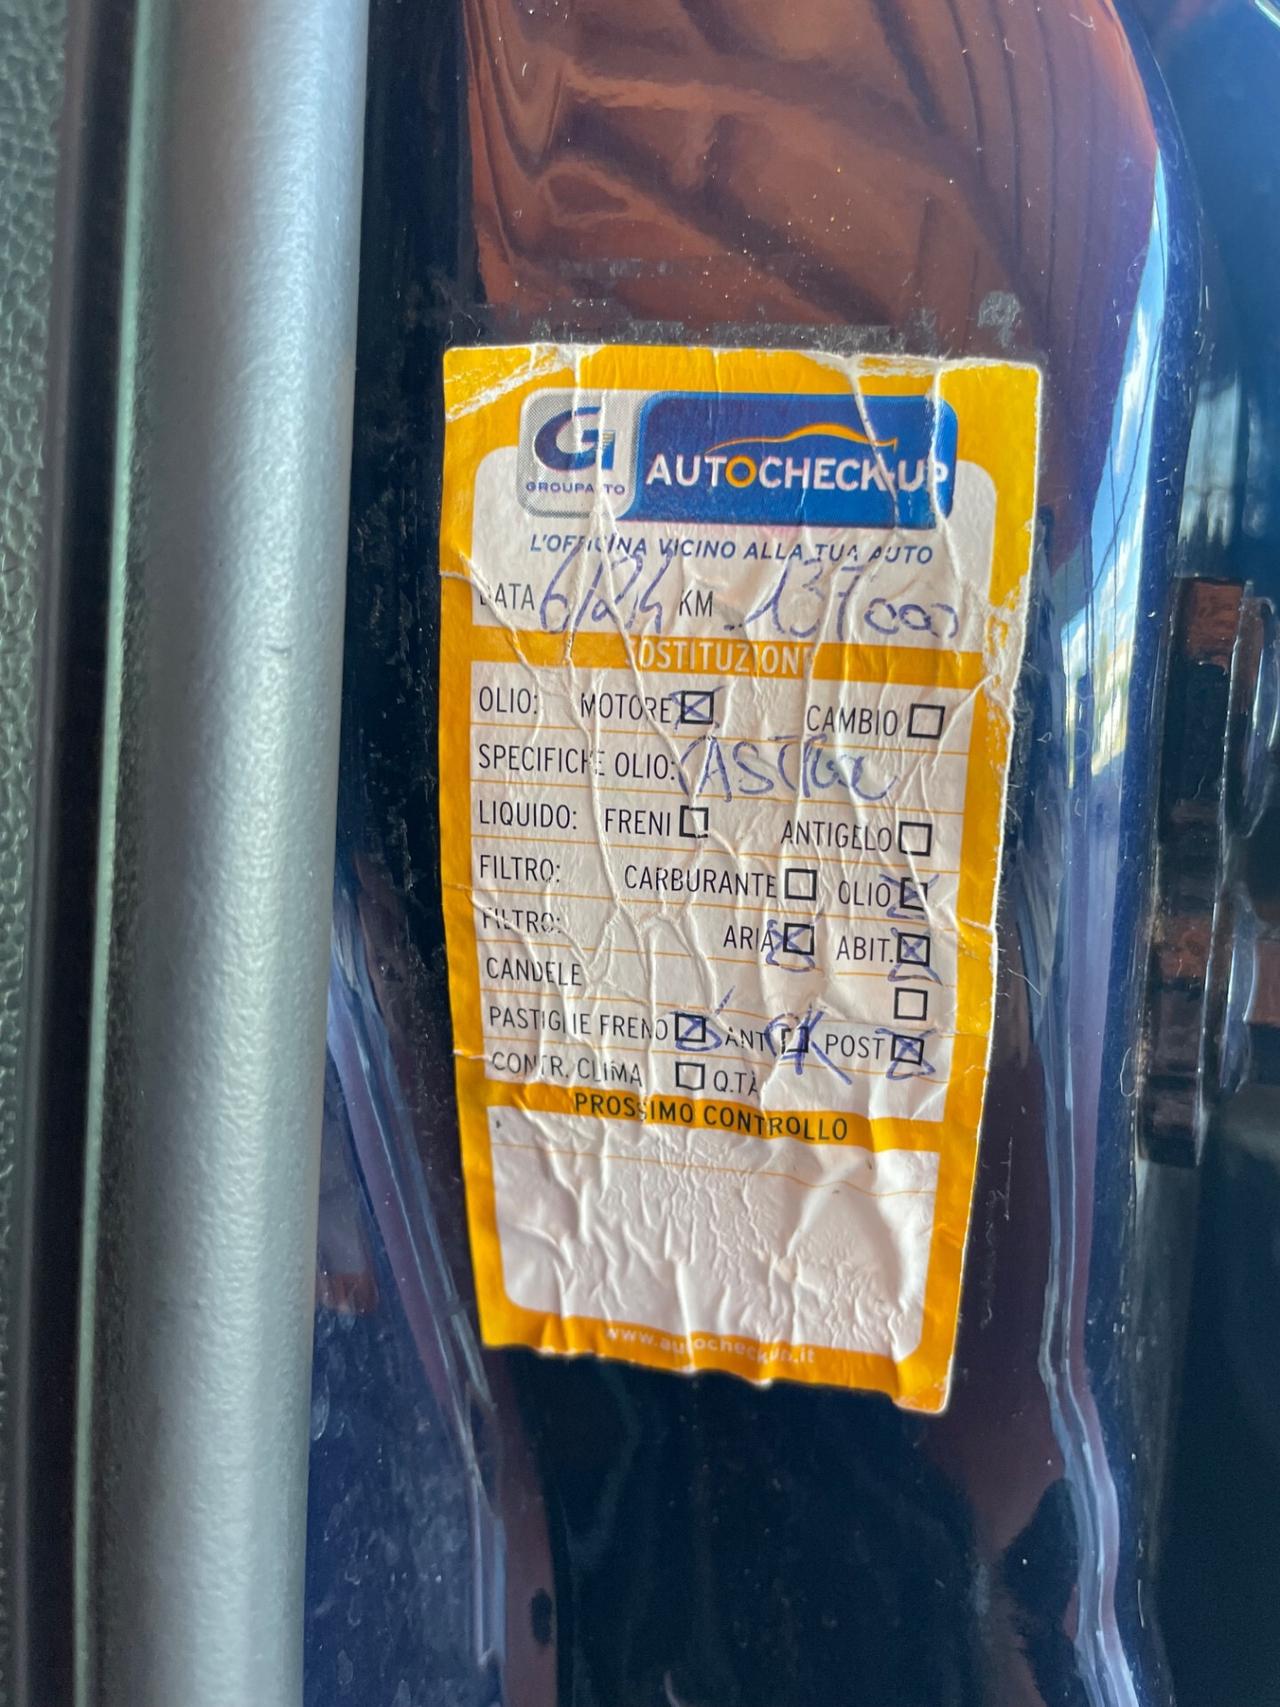 G
GROUPAUTO
AUTOCHECK-UP
L'OFFICINA VICINO ALLA TUA AUTO
DATA 6/24 KM 137000
SOSTITUZIONE
OLIO: MOTORE CAMBIO
SPECIFICHE OLIO: CASTROL
LIQUIDO: FRENI ANTIGELO
FILTRO: CARBURANTE OLIO
FILTRO: ARIA ABIT.
CANDELE
PASTIGLIE FRENO ANT OK POST
CONTR. CLIMA Q.TÀ
PROSSIMO CONTROLLO
www.autocheckup.it